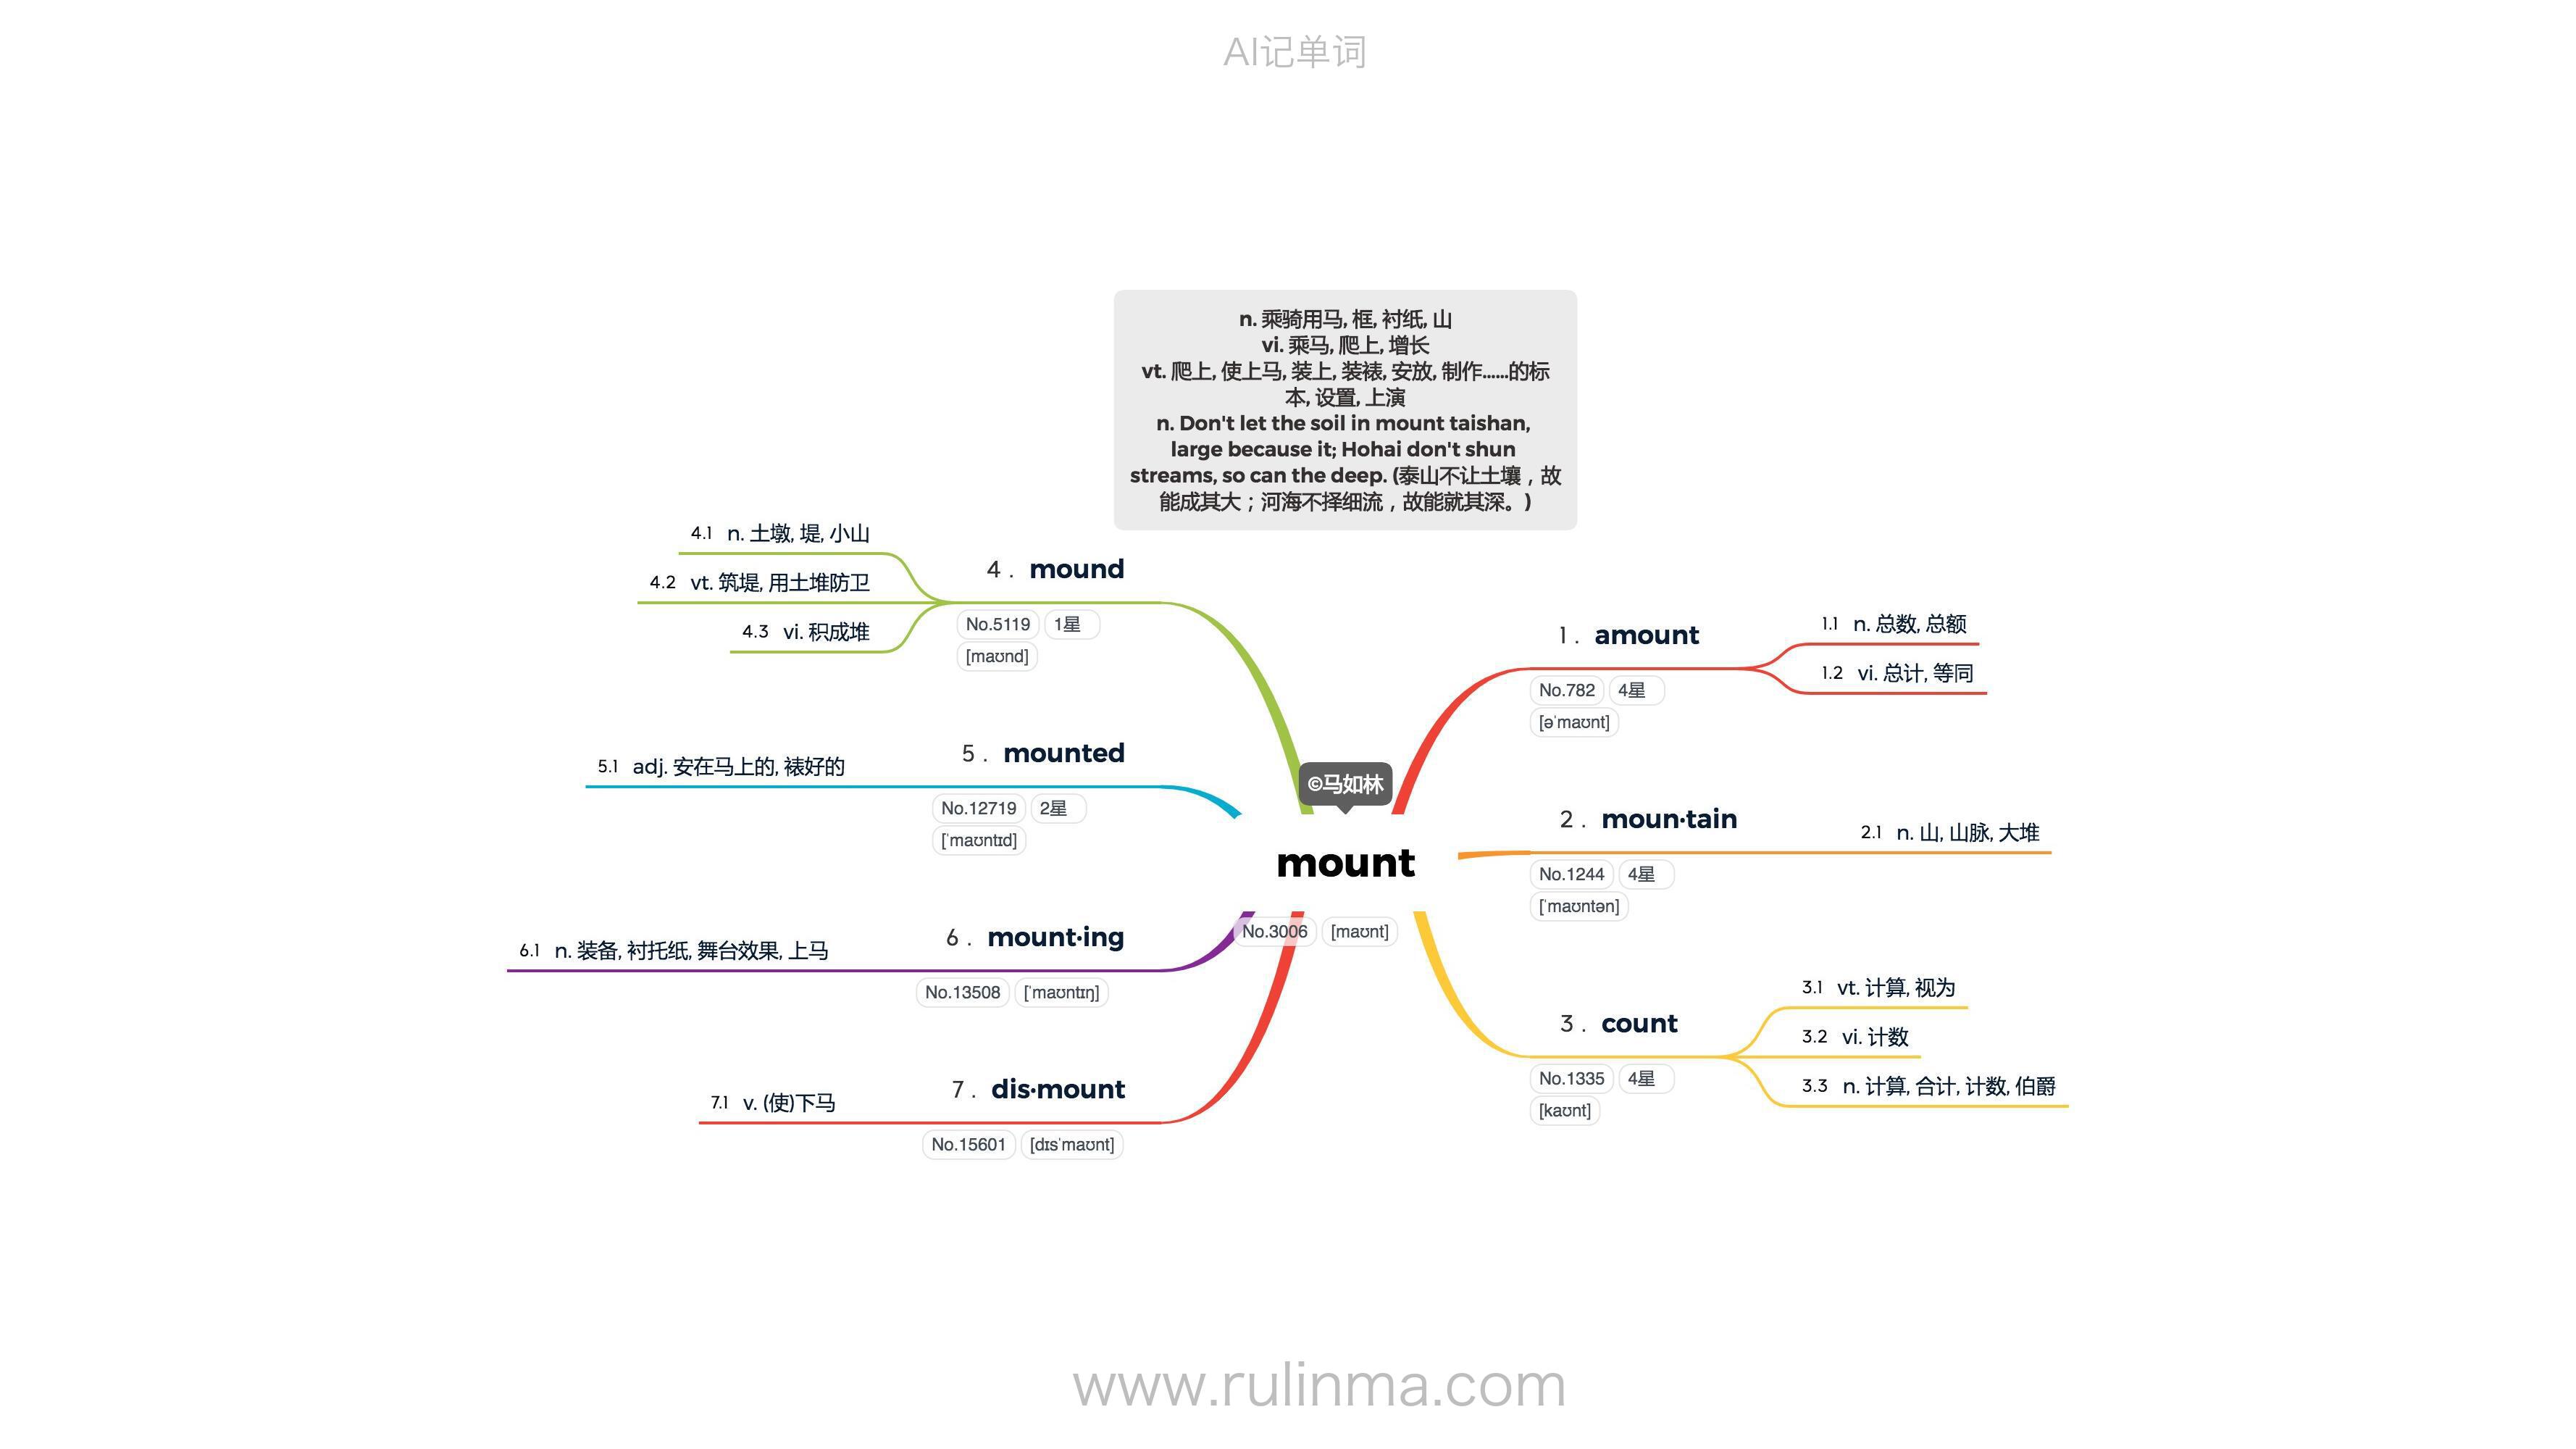 AI记单词
n. 乘骑用马, 框, 衬纸, 山
vi. 乘马, 爬上, 增长
vt. 爬上, 使上马, 装上, 装裱, 安放, 制作……的标
本, 设置, 上演
n. Don't let the soil in mount taishan,
large because it; Hohai don't shun
streams, so can the deep. (泰山不让土壤，故
能成其大；河海不择细流，故能就其深。)
©马如林
mount
No.3006 [maʊnt]
1 . amount
No.782 4星
[əˈmaʊnt]
1.1 n. 总数, 总额
1.2 vi. 总计, 等同
2 . moun·tain
No.1244 4星
[ˈmaʊntən]
2.1 n. 山, 山脉, 大堆
3 . count
No.1335 4星
[kaʊnt]
3.1 vt. 计算, 视为
3.2 vi. 计数
3.3 n. 计算, 合计, 计数, 伯爵
4 . mound
No.5119 1星
[maʊnd]
4.1 n. 土墩, 堤, 小山
4.2 vt. 筑堤, 用土堆防卫
4.3 vi. 积成堆
5 . mounted
No.12719 2星
[ˈmaʊntɪd]
5.1 adj. 安在马上的, 裱好的
6 . mount·ing
No.13508 [ˈmaʊntɪŋ]
6.1 n. 装备, 衬托纸, 舞台效果, 上马
7 . dis·mount
No.15601 [dɪsˈmaʊnt]
7.1 v. (使)下马
www.rulinma.com